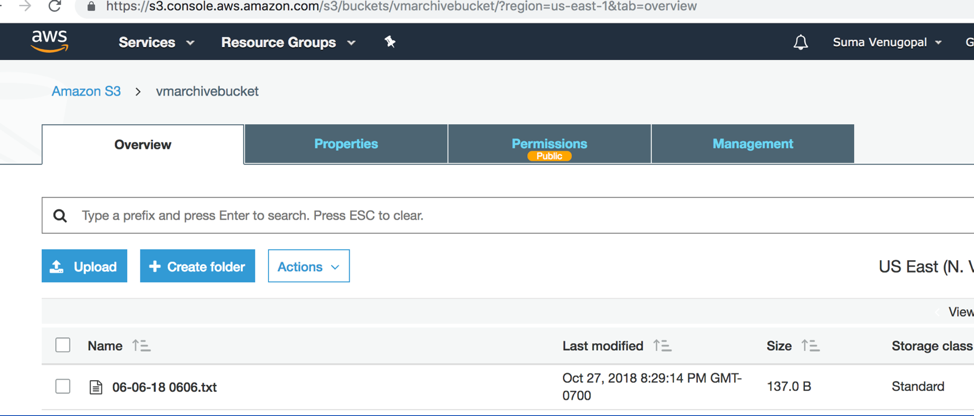 https://s3.console.aws.amazon.com/s3/buckets/vmarchivebucket/?region=us-east-1&tab=overview
aws Services Resource Groups Suma Venugopal G
Amazon S3 > vmarchivebucket
Overview Properties Permissions Management
Public
Type a prefix and press Enter to search. Press ESC to clear.
Upload + Create folder Actions US East (N. V
View
Name Last modified Size Storage class
06-06-18 0606.txt Oct 27, 2018 8:29:14 PM GMT-
0700 137.0 B Standard